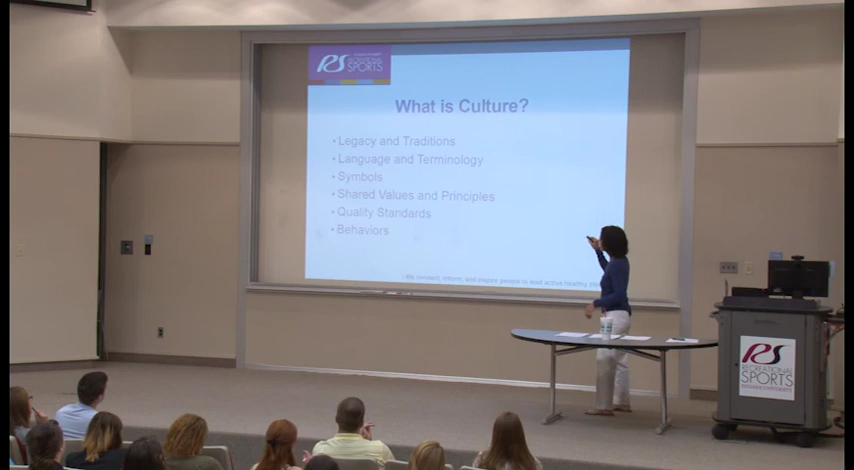 RS
RECREATIONAL
SPORTS
What is Culture?
• Legacy and Traditions
• Language and Terminology
• Symbols
• Shared Values and Principles
• Quality Standards
• Behaviors
We connect, inform, and inspire people to lead active healthy
RS
RECREATIONAL
SPORTS